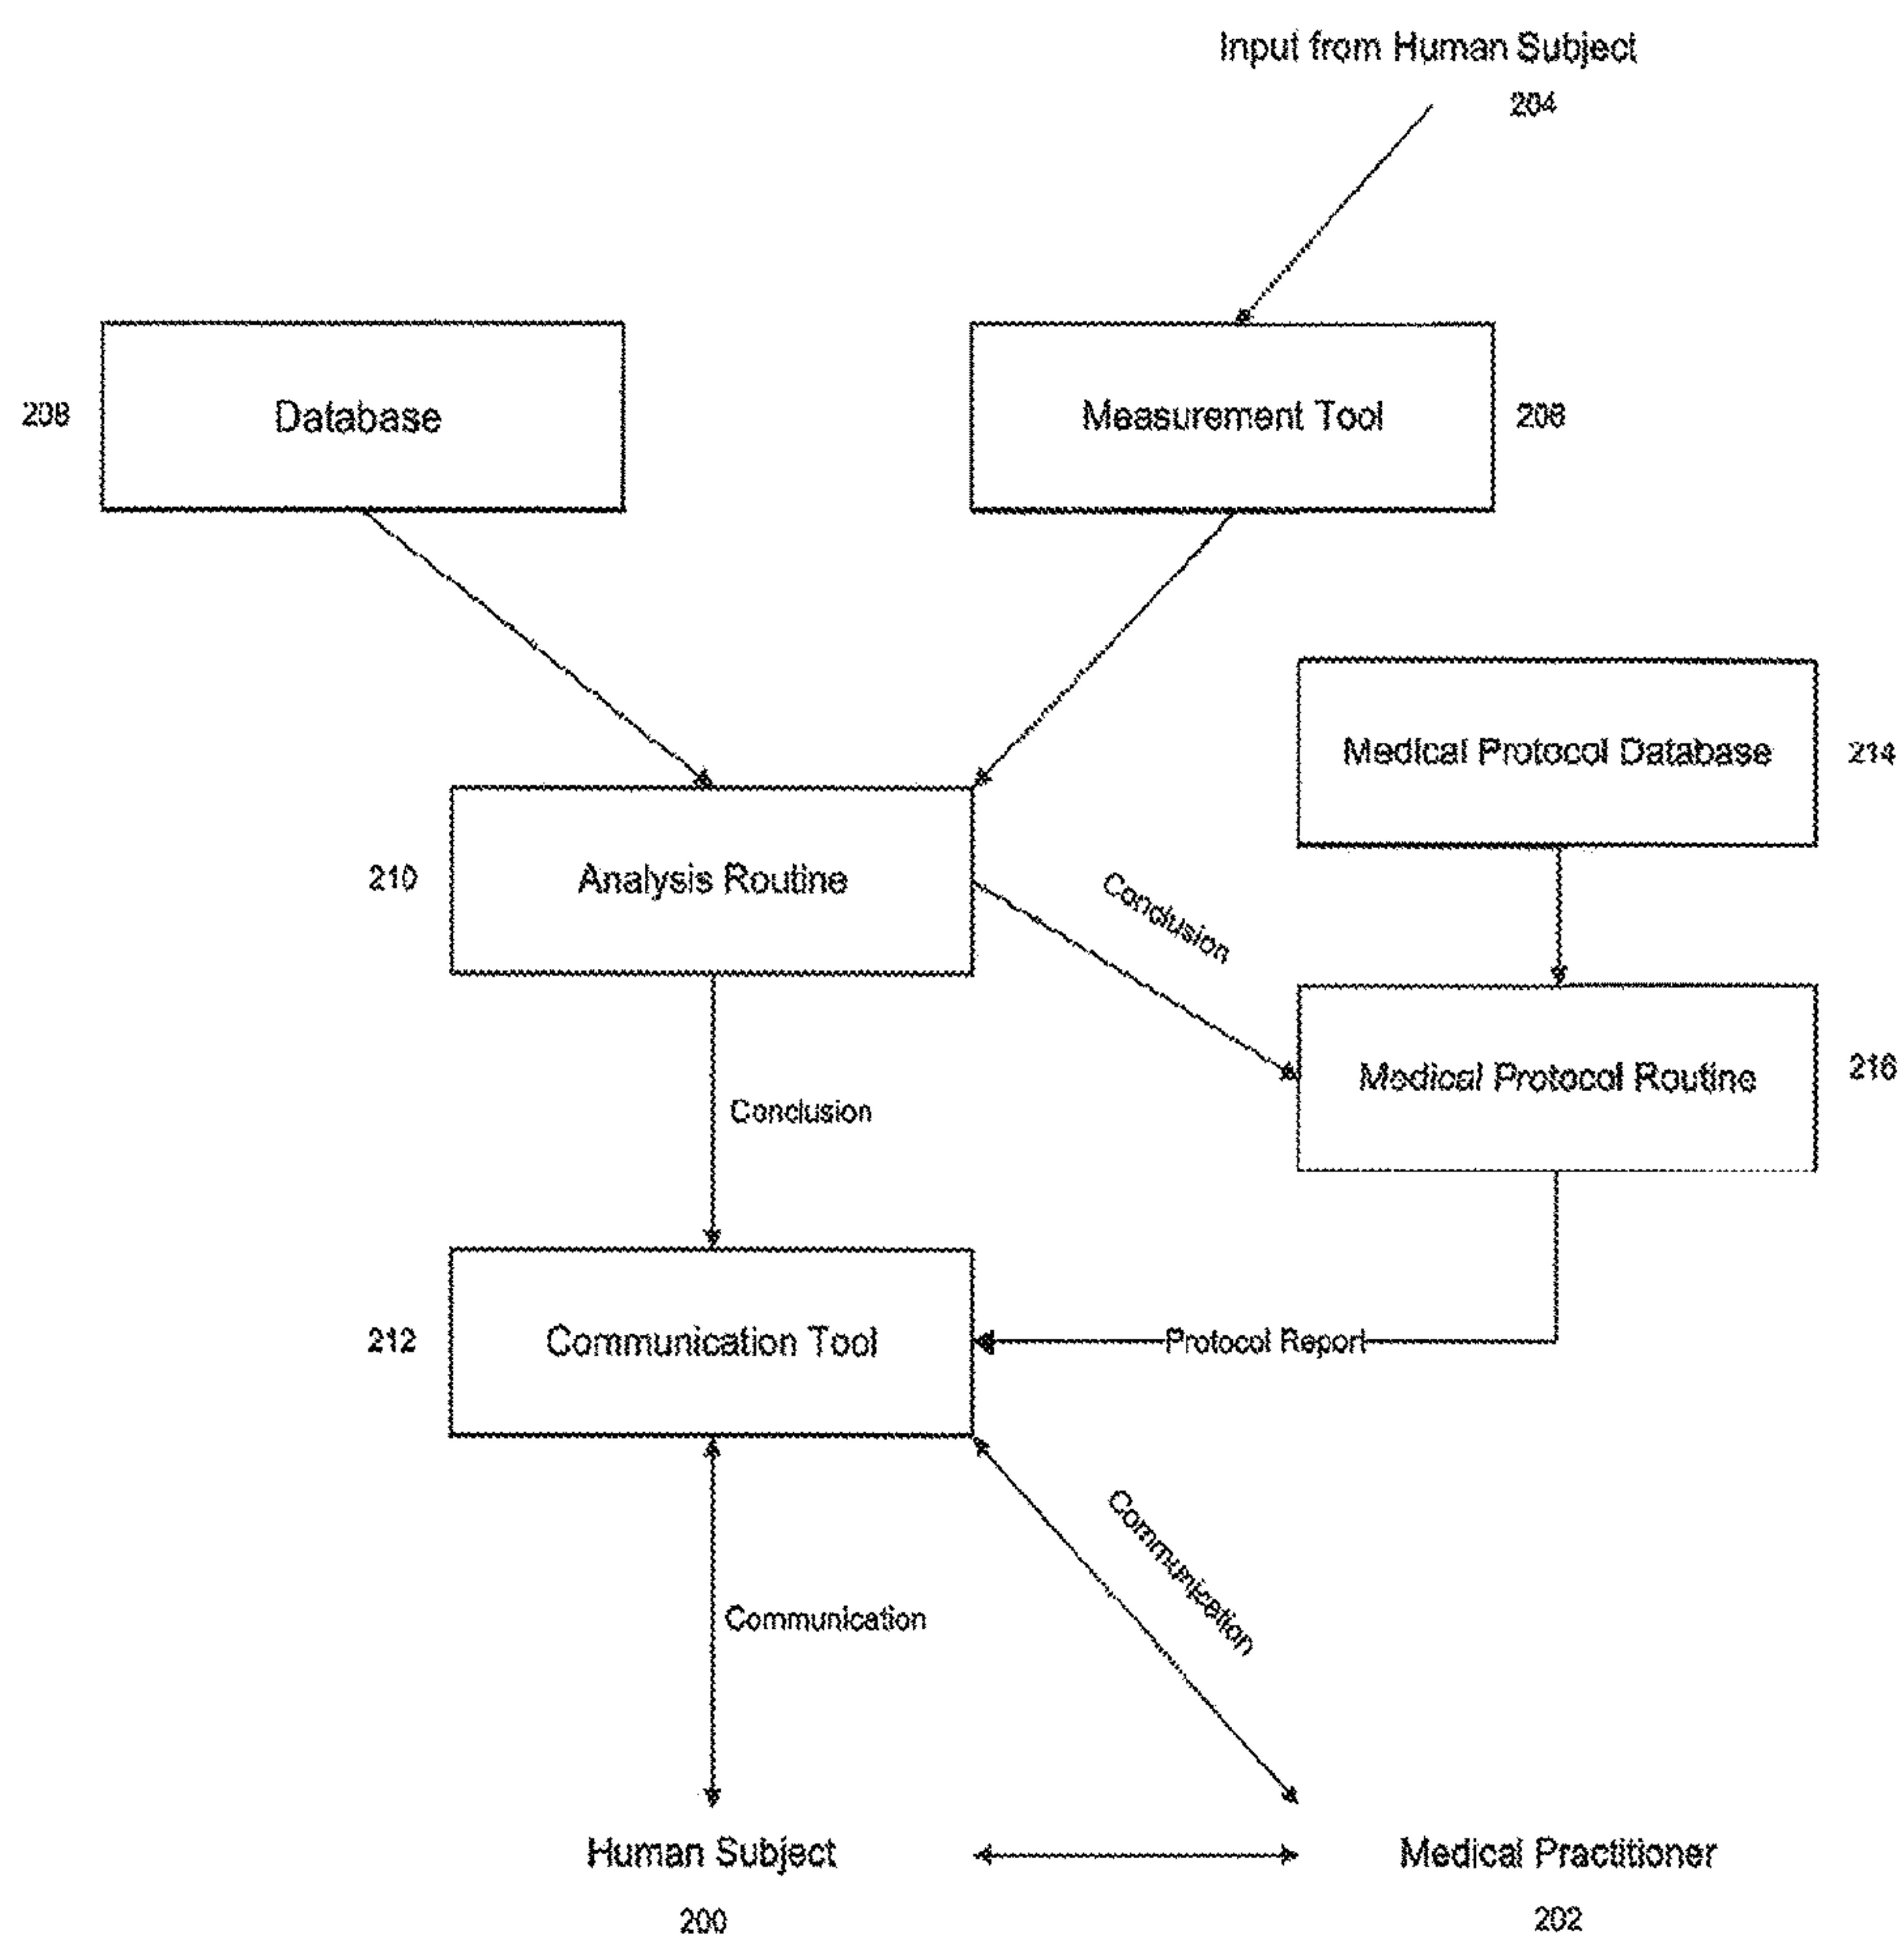 Input from Human Subject
204
208
Database
Measurement Tool
206
Medical Protocol Database
214
210
Analysis Routine
Conclusion
Medical Protocol Routine
216
Conclusion
212
Communication Tool
Protocol Report
Communication
Communication
Human Subject
Medical Practitioner
200
202